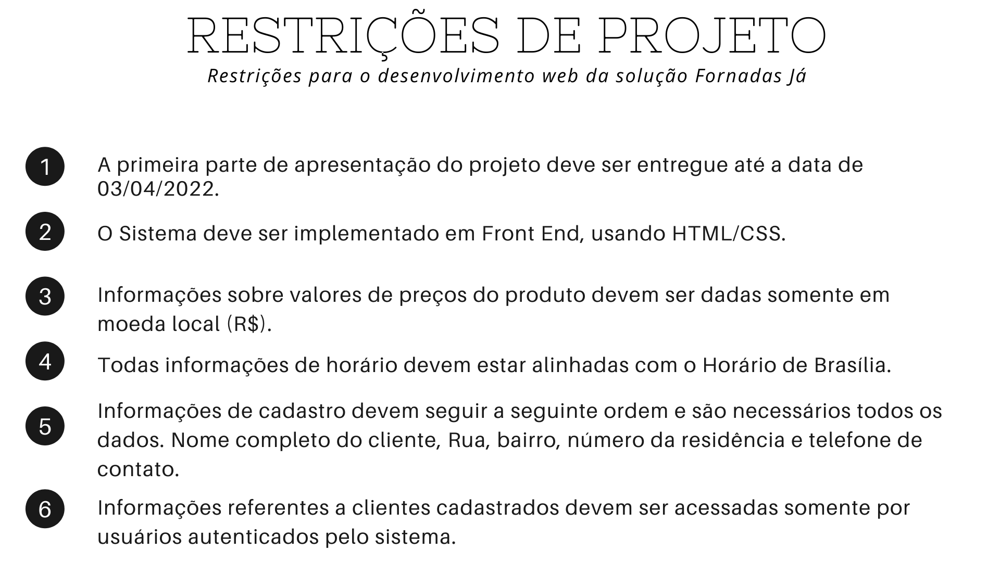 RESTRIÇÕES DE PROJETO
Restrições para o desenvolvimento web da solução Fornadas Já
1
A primeira parte de apresentação do projeto deve ser entregue até a data de
03/04/2022.
2
O Sistema deve ser implementado em Front End, usando HTML/CSS.
3
Informações sobre valores de preços do produto devem ser dadas somente em
moeda local (R$).
4
Todas informações de horário devem estar alinhadas com o Horário de Brasília.
5
Informações de cadastro devem seguir a seguinte ordem e são necessários todos os
dados. Nome completo do cliente, Rua, bairro, número da residência e telefone de
contato.
6
Informações referentes a clientes cadastrados devem ser acessadas somente por
usuários autenticados pelo sistema.